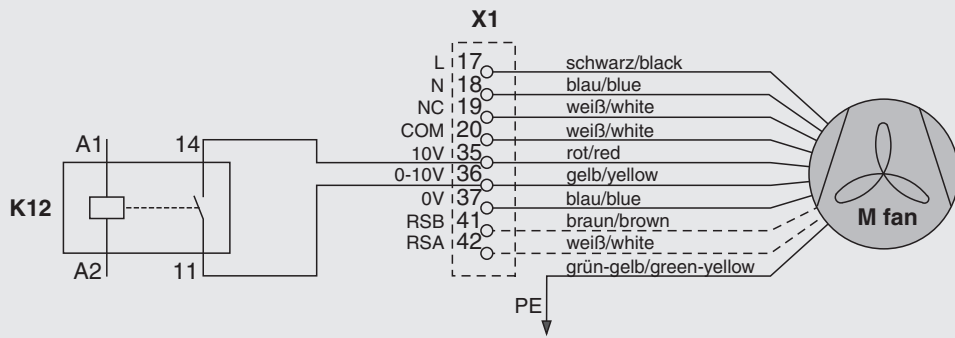 X1
L 17 schwarz/black
N 18 blau/blue
NC 19 weiß/white
COM 20 weiß/white
A1 14 10V 35 rot/red
0-10V 36 gelb/yellow
K12 0V 37 blau/blue M fan
RSB 41 braun/brown
RSA 42 weiß/white
A2 11 grün-gelb/green-yellow
PE